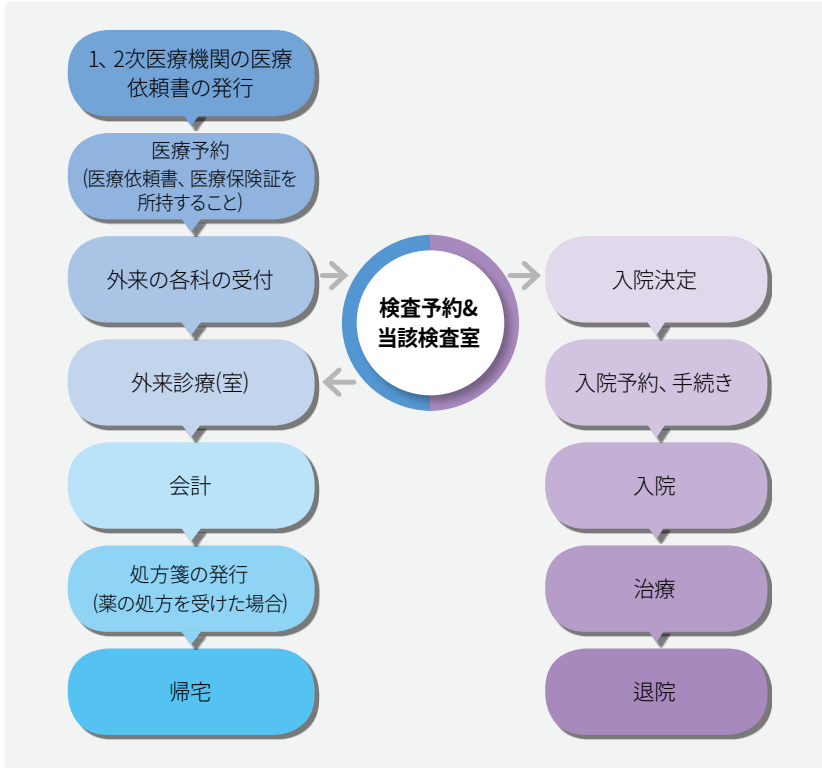 1、2次医療機関の医療
依頼書の発行
医療予約
(医療依頼書、医療保険証を
所持すること)
外来の各科の受付
外来診療(室)
会計
処方箋の発行
(薬の処方を受けた場合)
帰宅
検査予約&
当該検査室
入院決定
入院予約、手続き
入院
治療
退院